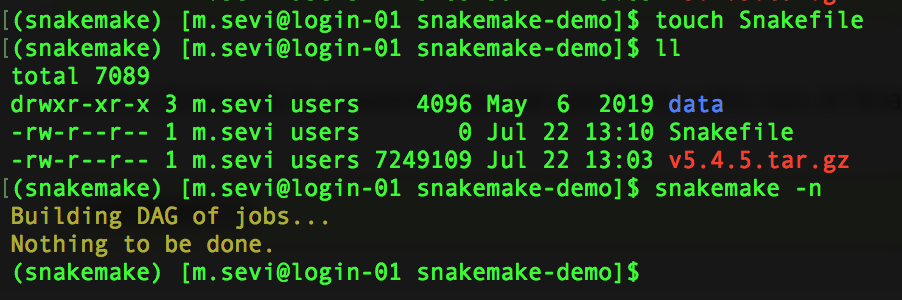 [(snakemake) [m.sevi@login-01 snakemake-demo]$ touch Snakefile
[(snakemake) [m.sevi@login-01 snakemake-demo]$ ll
total 7089
drwxr-xr-x 3 m.sevi users    4096 May  6  2019 data
-rw-r--r-- 1 m.sevi users       0 Jul 22 13:10 Snakefile
-rw-r--r-- 1 m.sevi users 7249109 Jul 22 13:03 v5.4.5.tar.gz
[(snakemake) [m.sevi@login-01 snakemake-demo]$ snakemake -n
Building DAG of jobs...
Nothing to be done.
(snakemake) [m.sevi@login-01 snakemake-demo]$